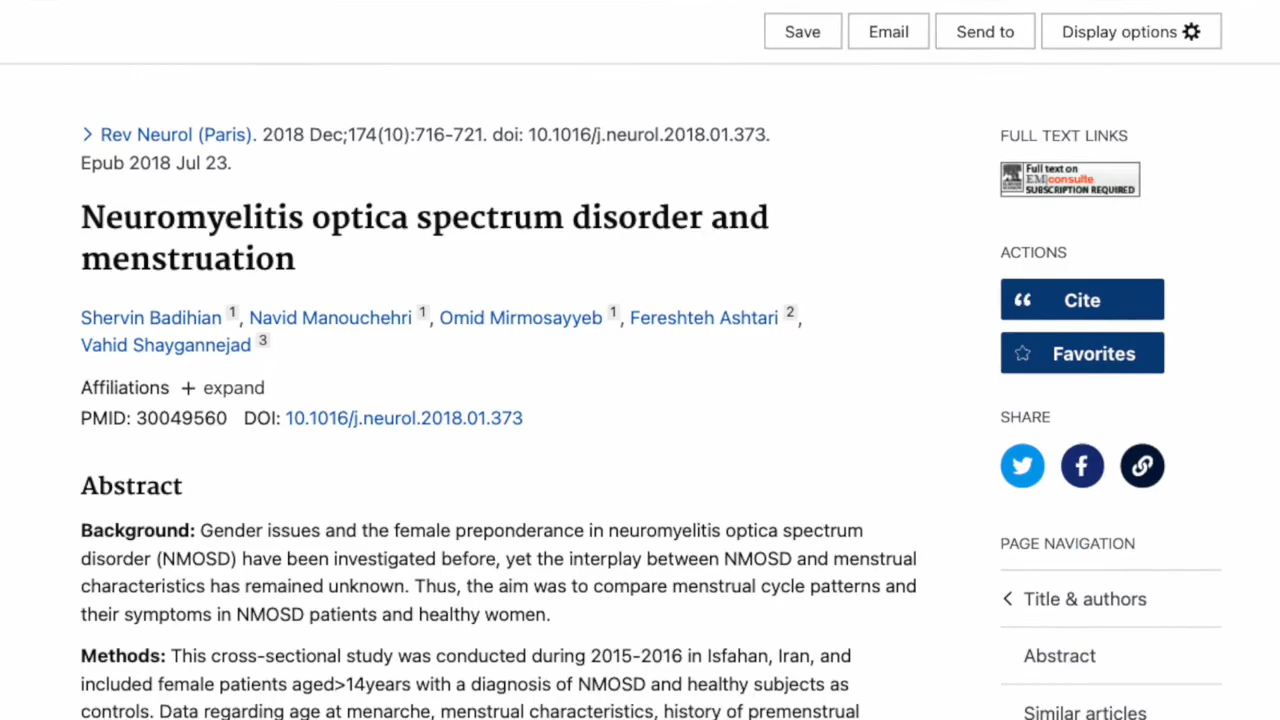 Save
Email
Send to
Display options
Rev Neurol (Paris). 2018 Dec;174(10):716-721. doi: 10.1016/j.neurol.2018.01.373.
Epub 2018 Jul 23.
Neuromyelitis optica spectrum disorder and
menstruation
Shervin Badihian 1, Navid Manouchehri 1, Omid Mirmosayyeb 1, Fereshteh Ashtari 2,
Vahid Shaygannejad 3
Affiliations + expand
PMID: 30049560 DOI: 10.1016/j.neurol.2018.01.373
Abstract
Background: Gender issues and the female preponderance in neuromyelitis optica spectrum
disorder (NMOSD) have been investigated before, yet the interplay between NMOSD and menstrual
characteristics has remained unknown. Thus, the aim was to compare menstrual cycle patterns and
their symptoms in NMOSD patients and healthy women.
Methods: This cross-sectional study was conducted during 2015-2016 in Isfahan, Iran, and
included female patients aged>14years with a diagnosis of NMOSD and healthy subjects as
controls. Data regarding age at menarche, menstrual characteristics, history of premenstrual
FULL TEXT LINKS
Full text on
EM|consulte
SUBSCRIPTION REQUIRED
ACTIONS
Cite
Favorites
SHARE
PAGE NAVIGATION
Title & authors
Abstract
Similar articles